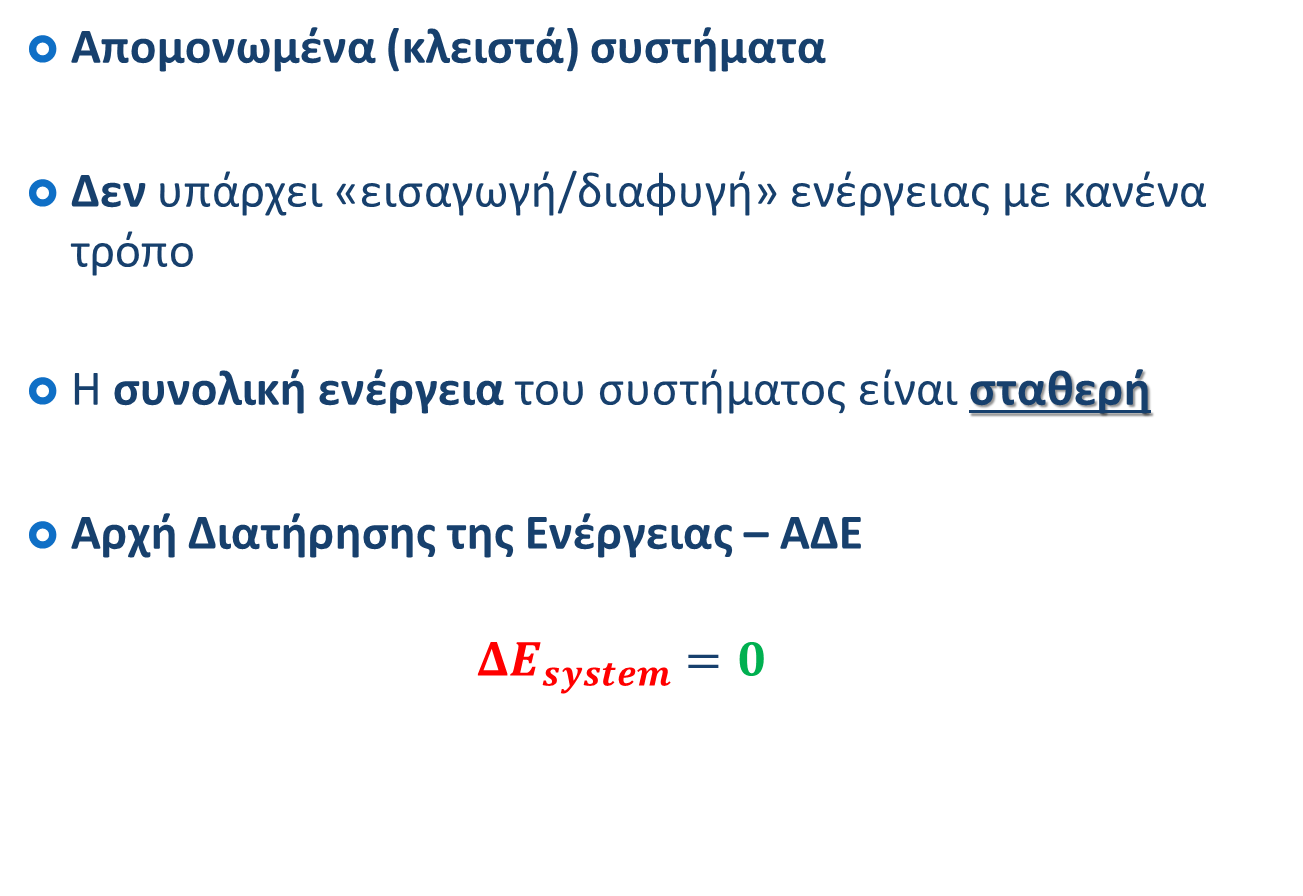 Απομονωμένα (κλειστά) συστήματα
Δεν υπάρχει «εισαγωγή/διαφυγή» ενέργειας με κανένα
τρόπο
Η συνολική ενέργεια του συστήματος είναι σταθερή
Αρχή Διατήρησης της Ενέργειας – ΑΔΕ
ΔE_system = 0